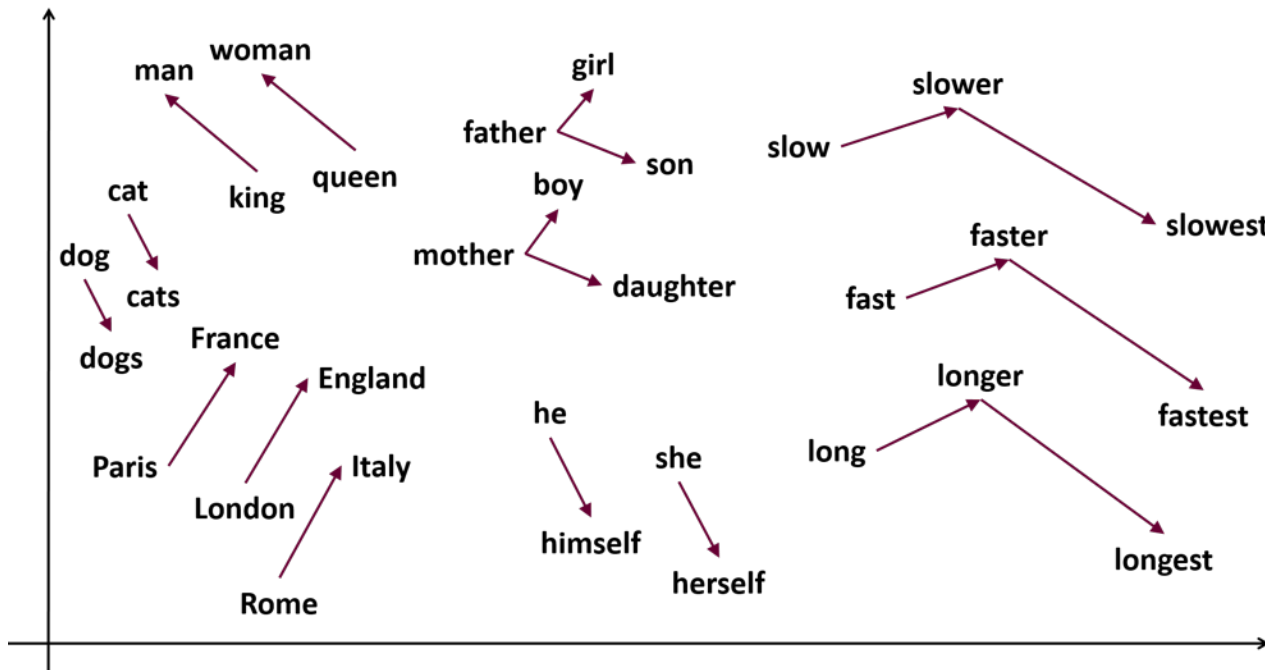 woman
man
girl
slower
father
slow
son
boy
queen
cat
king
slowest
faster
mother
dog
daughter
cats
fast
France
dogs
England
longer
he
fastest
long
she
Paris
Italy
London
himself
longest
herself
Rome